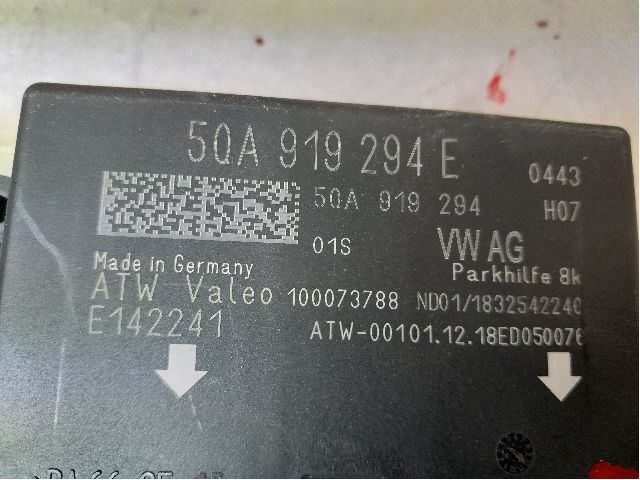 5QA 919 294 E
0443
5QA 919 294
H07
01S
VW AG
Made in Germany
Parkhilfe 8k
ATW Valeo 100073788 ND01/1832542240
E142241
ATW-00101.12.18ED050076